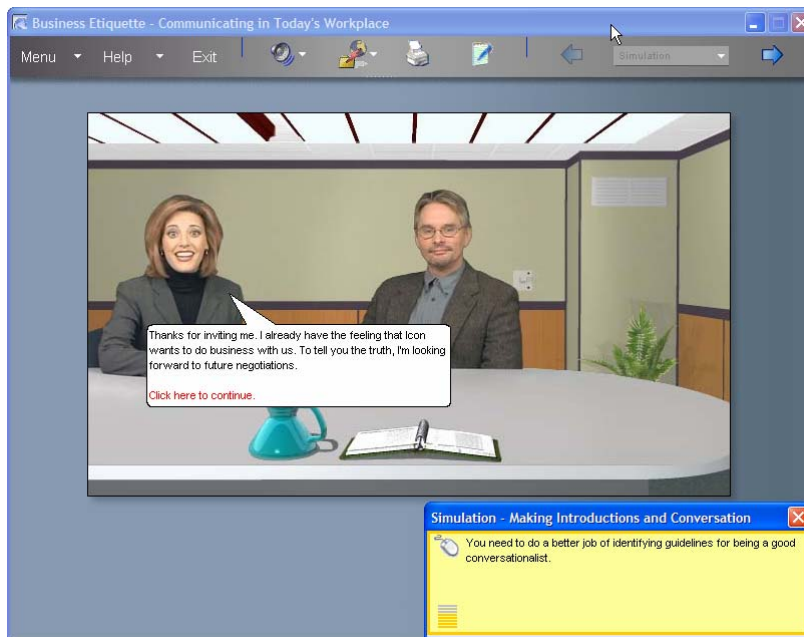 Business Etiquette - Communicating in Today's Workplace
Menu Help Exit Simulation
Thanks for inviting me. I already have the feeling that Icon
wants to do business with us. To tell you the truth, I'm looking
forward to future negotiations.
Click here to continue.
Simulation - Making Introductions and Conversation
You need to do a better job of identifying guidelines for being a good
conversationalist.